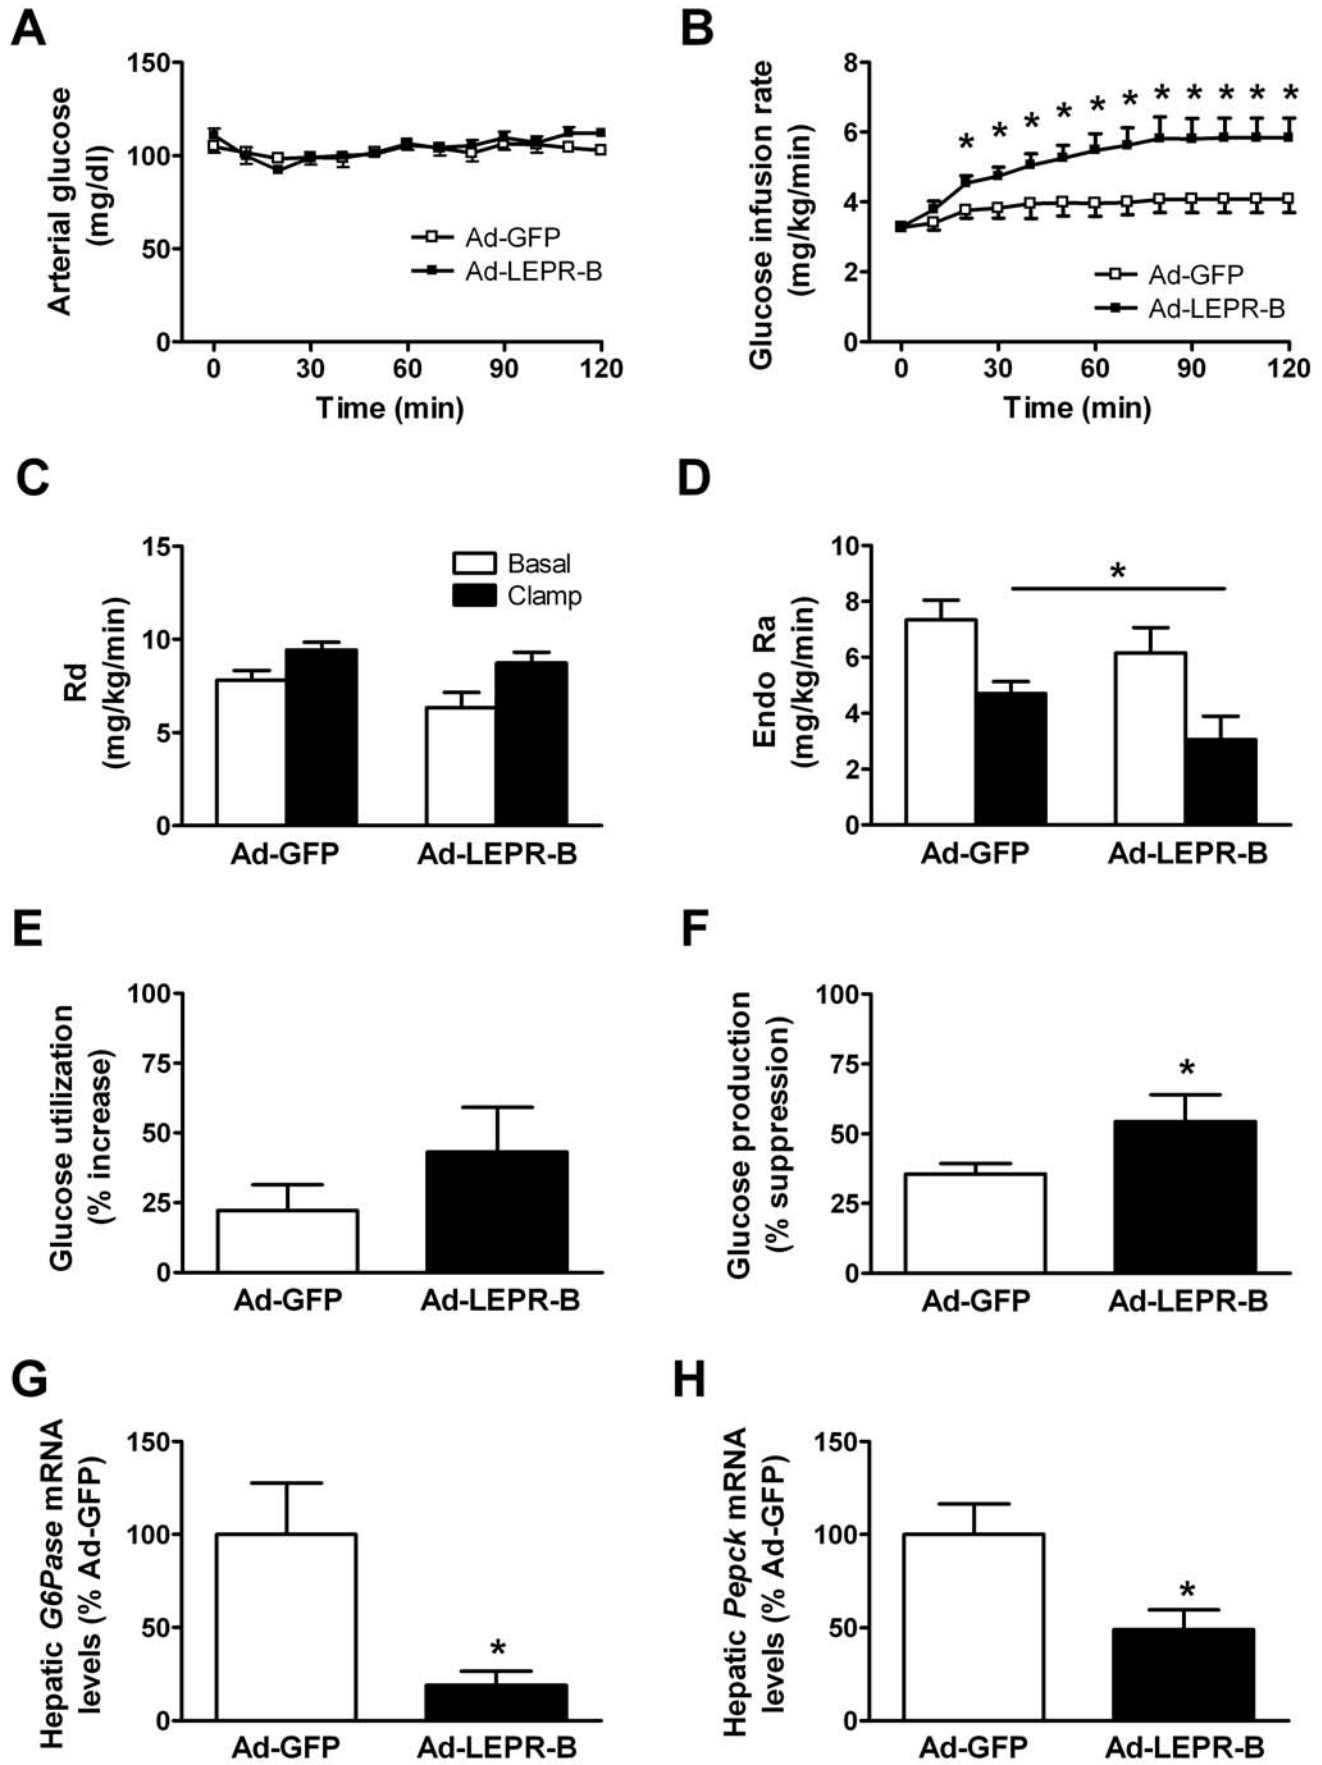 A
Arterial glucose
(mg/dl)
150
100
50
0
Ad-GFP
Ad-LEPR-B
0 30 60 90 120
Time (min)
B
Glucose infusion rate
(mg/kg/min)
8
6
4
2
0
* * * * * * * * * * *
Ad-GFP
Ad-LEPR-B
0 30 60 90 120
Time (min)
C
Rd
(mg/kg/min)
15
10
5
0
Basal
Clamp
Ad-GFP Ad-LEPR-B
D
Endo Ra
(mg/kg/min)
10
8
6
4
2
0
*
Ad-GFP Ad-LEPR-B
E
Glucose utilization
(% increase)
100
75
50
25
0
Ad-GFP Ad-LEPR-B
F
Glucose production
(% suppression)
100
75
50
25
0
*
Ad-GFP Ad-LEPR-B
G
Hepatic G6Pase mRNA
levels (% Ad-GFP)
150
100
50
0
*
Ad-GFP Ad-LEPR-B
H
Hepatic Pepck mRNA
levels (% Ad-GFP)
150
100
50
0
*
Ad-GFP Ad-LEPR-B